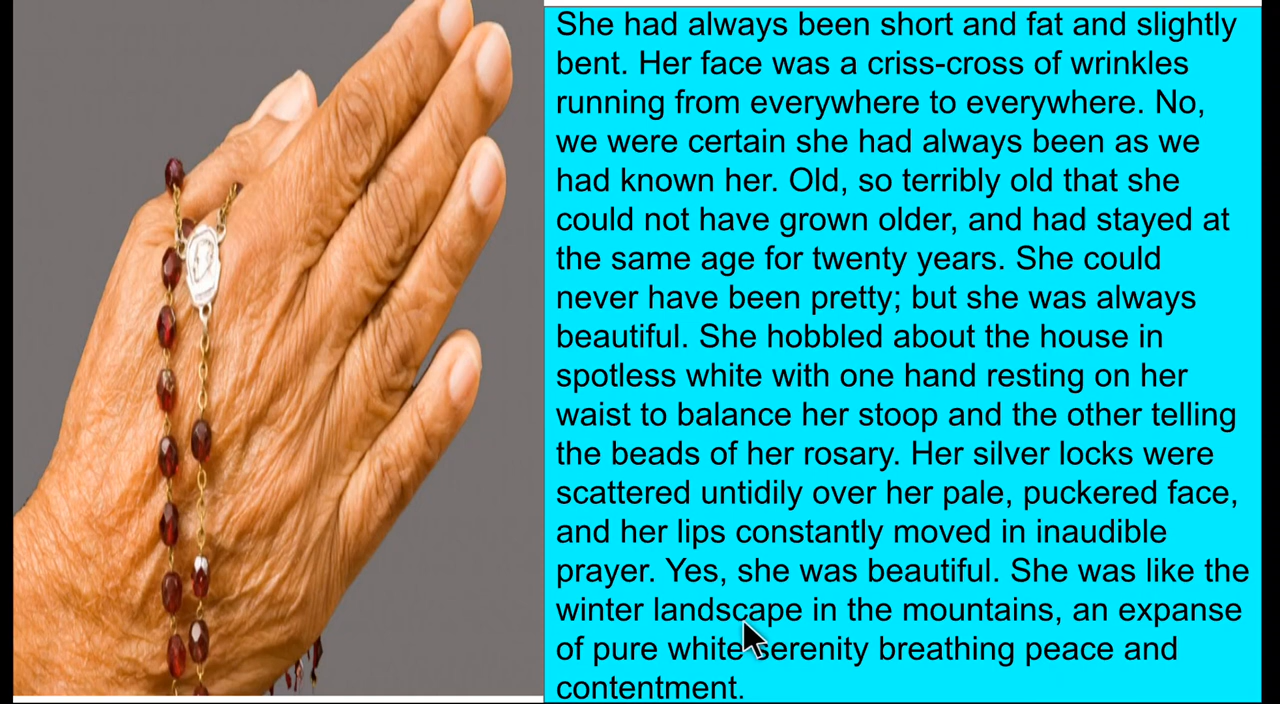 She had always been short and fat and slightly
bent. Her face was a criss-cross of wrinkles
running from everywhere to everywhere. No,
we were certain she had always been as we
had known her. Old, so terribly old that she
could not have grown older, and had stayed at
the same age for twenty years. She could
never have been pretty; but she was always
beautiful. She hobbled about the house in
spotless white with one hand resting on her
waist to balance her stoop and the other telling
the beads of her rosary. Her silver locks were
scattered untidily over her pale, puckered face,
and her lips constantly moved in inaudible
prayer. Yes, she was beautiful. She was like the
winter landscape in the mountains, an expanse
of pure white serenity breathing peace and
contentment.